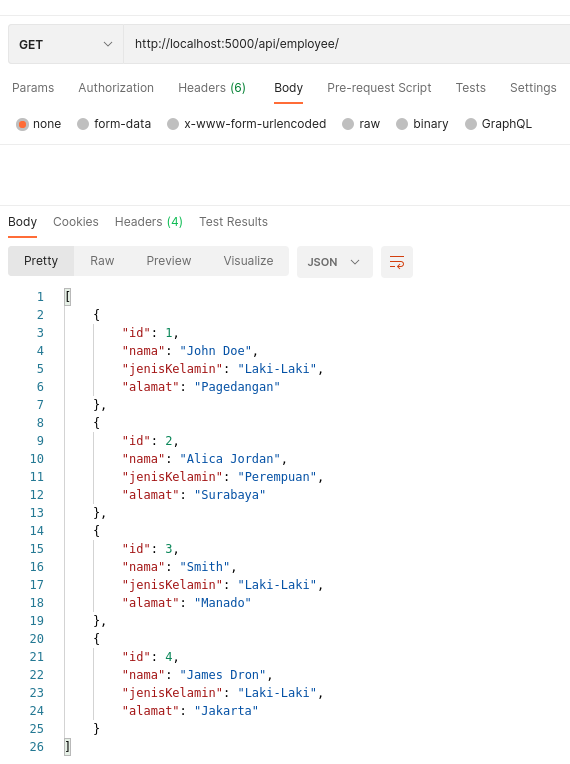 GET http://localhost:5000/api/employee/
Params Authorization Headers (6) Body Pre-request Script Tests Settings
none form-data x-www-form-urlencoded raw binary GraphQL
Body Cookies Headers (4) Test Results
Pretty Raw Preview Visualize JSON
1 [
2 {
3 "id": 1,
4 "nama": "John Doe",
5 "jenisKelamin": "Laki-Laki",
6 "alamat": "Pagedangan"
7 },
8 {
9 "id": 2,
10 "nama": "Alica Jordan",
11 "jenisKelamin": "Perempuan",
12 "alamat": "Surabaya"
13 },
14 {
15 "id": 3,
16 "nama": "Smith",
17 "jenisKelamin": "Laki-Laki",
18 "alamat": "Manado"
19 },
20 {
21 "id": 4,
22 "nama": "James Dron",
23 "jenisKelamin": "Laki-Laki",
24 "alamat": "Jakarta"
25 }
26 ]